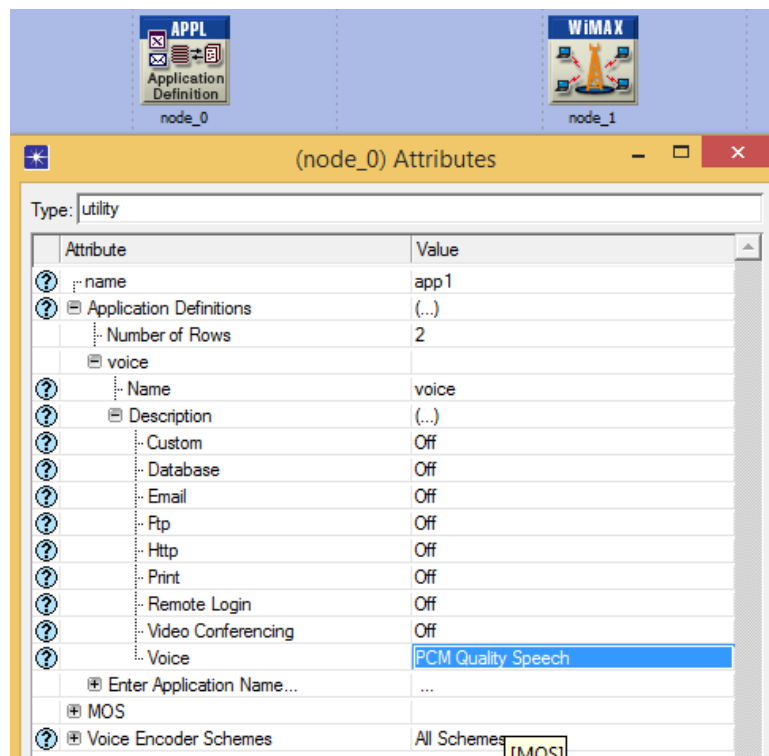 APPL
WiMAX
Application
Definition
node_0
node_1
(node_0) Attributes
Type: utility
Attribute Value
name app1
Application Definitions (...)
Number of Rows 2
voice
Name voice
Description (...)
Custom Off
Database Off
Email Off
Ftp Off
Http Off
Print Off
Remote Login Off
Video Conferencing Off
Voice PCM Quality Speech
Enter Application Name... ...
MOS
Voice Encoder Schemes All Schemes
[MOS]